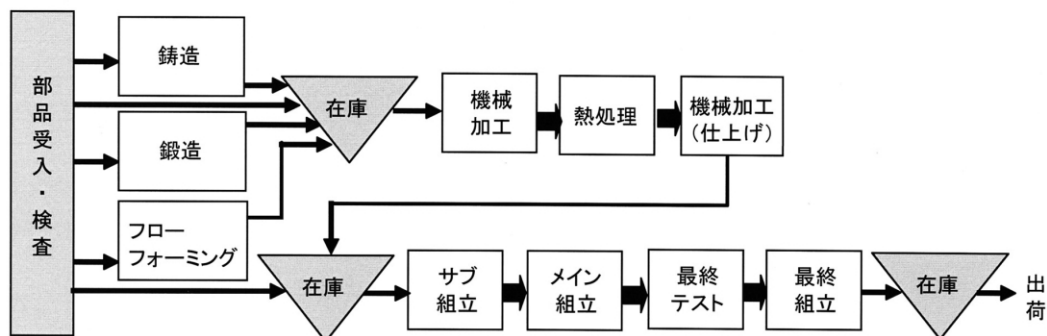 部品受入・検査
鋳造
鍛造
フロー
フォーミング
在庫
機械
加工
熱処理
機械加工
(仕上げ)
在庫
サブ
組立
メイン
組立
最終
テスト
最終
組立
在庫
出荷